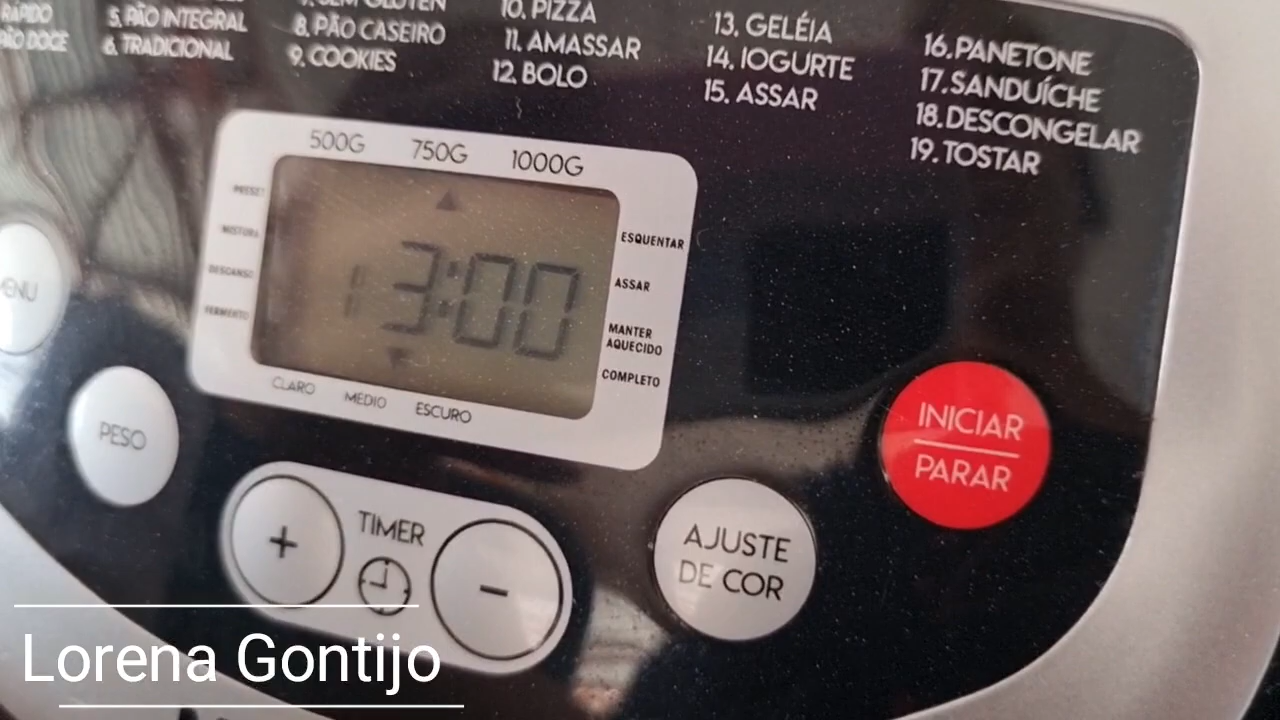 RÁPIDO
PÃO DOCE
5. PÃO INTEGRAL
6. TRADICIONAL
GLÚTEN
8. PÃO CASEIRO
9. COOKIES
10. PIZZA
11. AMASSAR
12. BOLO
13. GELÉIA
14. IOGURTE
15. ASSAR
16. PANETONE
17. SANDUÍCHE
18. DESCONGELAR
19. TOSTAR
500G 750G 1000G
PRESET
MISTURA
DESCANSO
FERMENTO
1 3:00
ESQUENTAR
ASSAR
MANTER
AQUECIDO
COMPLETO
CLARO MÉDIO ESCURO
PESO
+ TIMER -
AJUSTE
DE COR
INICIAR
PARAR
Lorena Gontijo